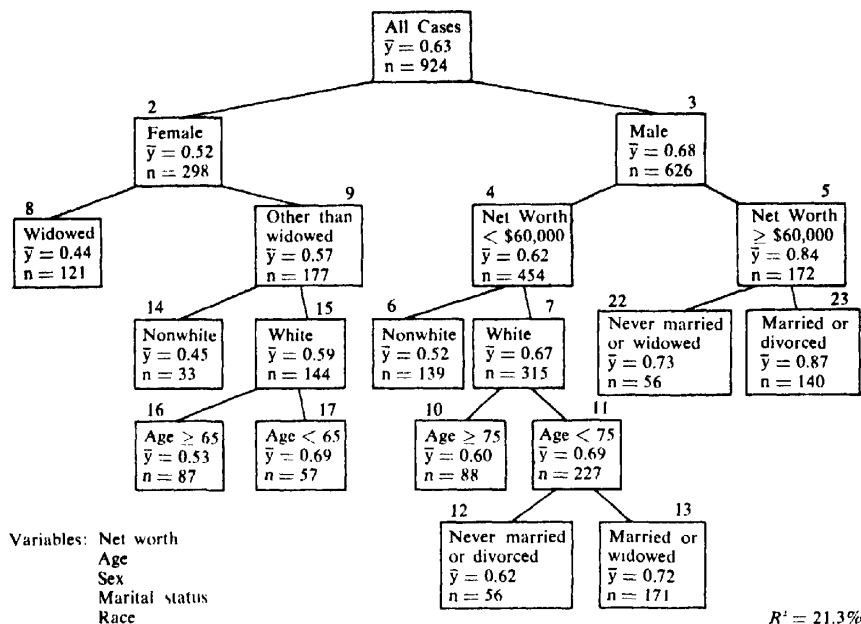 All Cases
ȳ = 0.63
n = 924
2
Female
ȳ = 0.52
n = 298
3
Male
ȳ = 0.68
n = 626
8
Widowed
ȳ = 0.44
n = 121
9
Other than
widowed
ȳ = 0.57
n = 177
4
Net Worth
< $60,000
ȳ = 0.62
n = 454
5
Net Worth
≥ $60,000
ȳ = 0.84
n = 172
14
Nonwhite
ȳ = 0.45
n = 33
15
White
ȳ = 0.59
n = 144
6
Nonwhite
ȳ = 0.52
n = 139
7
White
ȳ = 0.67
n = 315
22
Never married
or widowed
ȳ = 0.73
n = 56
23
Married or
divorced
ȳ = 0.87
n = 140
16
Age ≥ 65
ȳ = 0.53
n = 87
17
Age < 65
ȳ = 0.69
n = 57
10
Age ≥ 75
ȳ = 0.60
n = 88
11
Age < 75
ȳ = 0.69
n = 227
12
Never married
or divorced
ȳ = 0.62
n = 56
13
Married or
widowed
ȳ = 0.72
n = 171
Variables: Net worth
Age
Sex
Marital status
Race
R² = 21.3%